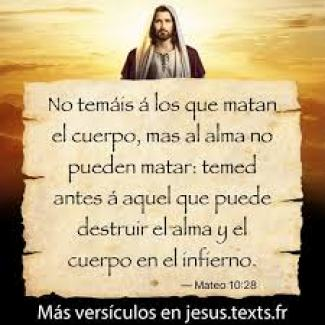 No temáis á los que matan
el cuerpo, mas al alma no
pueden matar: temed
antes á aquel que puede
destruir el alma y el
cuerpo en el infierno.
— Mateo 10:28
Más versículos en jesus.texts.fr